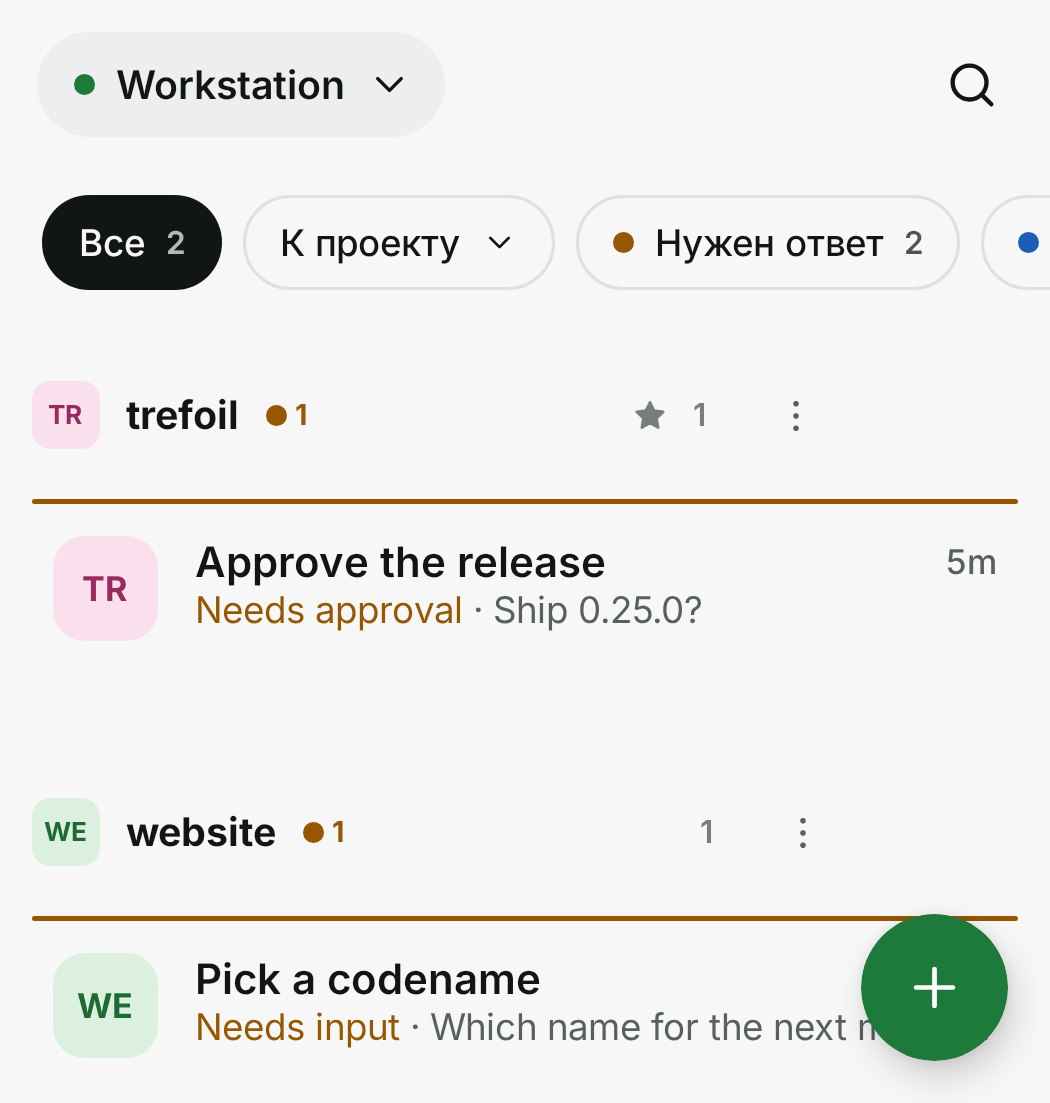 Workstation
Все 2 К проекту Нужен ответ 2
TR trefoil 1 1
TR Approve the release 5m
Needs approval · Ship 0.25.0?
WE website 1 1
WE Pick a codename
Needs input · Which name for the next